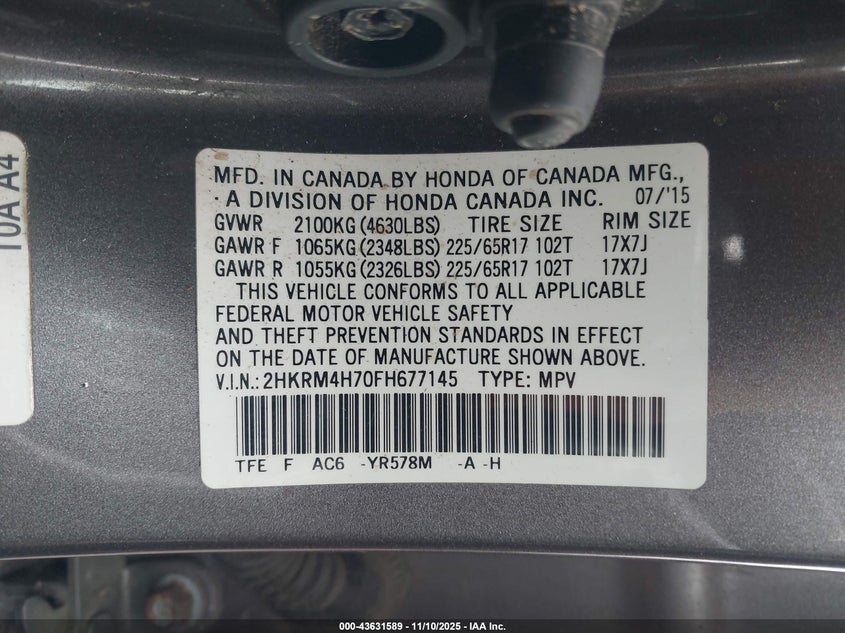 10A A4
MFD. IN CANADA BY HONDA OF CANADA MFG.,
A DIVISION OF HONDA CANADA INC. 07/'15
GVWR 2100KG (4630LBS) TIRE SIZE RIM SIZE
GAWR F 1065KG (2348LBS) 225/65R17 102T 17X7J
GAWR R 1055KG (2326LBS) 225/65R17 102T 17X7J
THIS VEHICLE CONFORMS TO ALL APPLICABLE
FEDERAL MOTOR VEHICLE SAFETY
AND THEFT PREVENTION STANDARDS IN EFFECT
ON THE DATE OF MANUFACTURE SHOWN ABOVE.
V.I.N.: 2HKRM4H70FH677145 TYPE: MPV
TFE F AC6 -YR578M -A -H
000-43631589 - 11/10/2025 - IAA Inc.